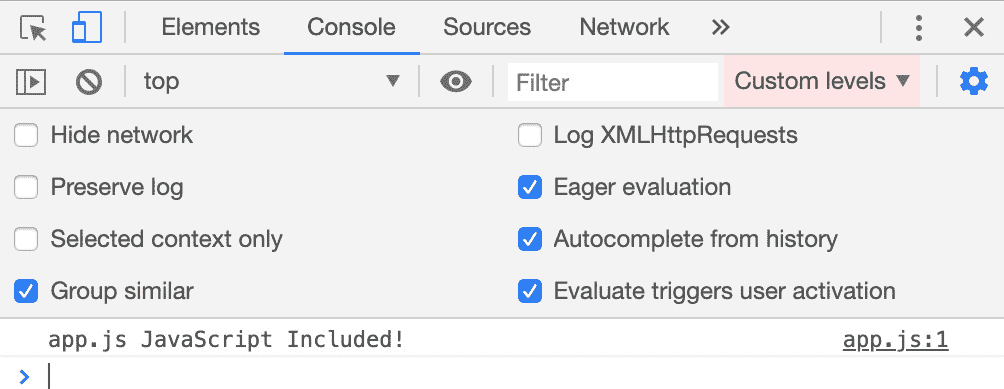 Elements Console Sources Network
top Filter Custom levels
Hide network Log XMLHttpRequests
Preserve log Eager evaluation
Selected context only Autocomplete from history
Group similar Evaluate triggers user activation
app.js JavaScript Included! app.js:1